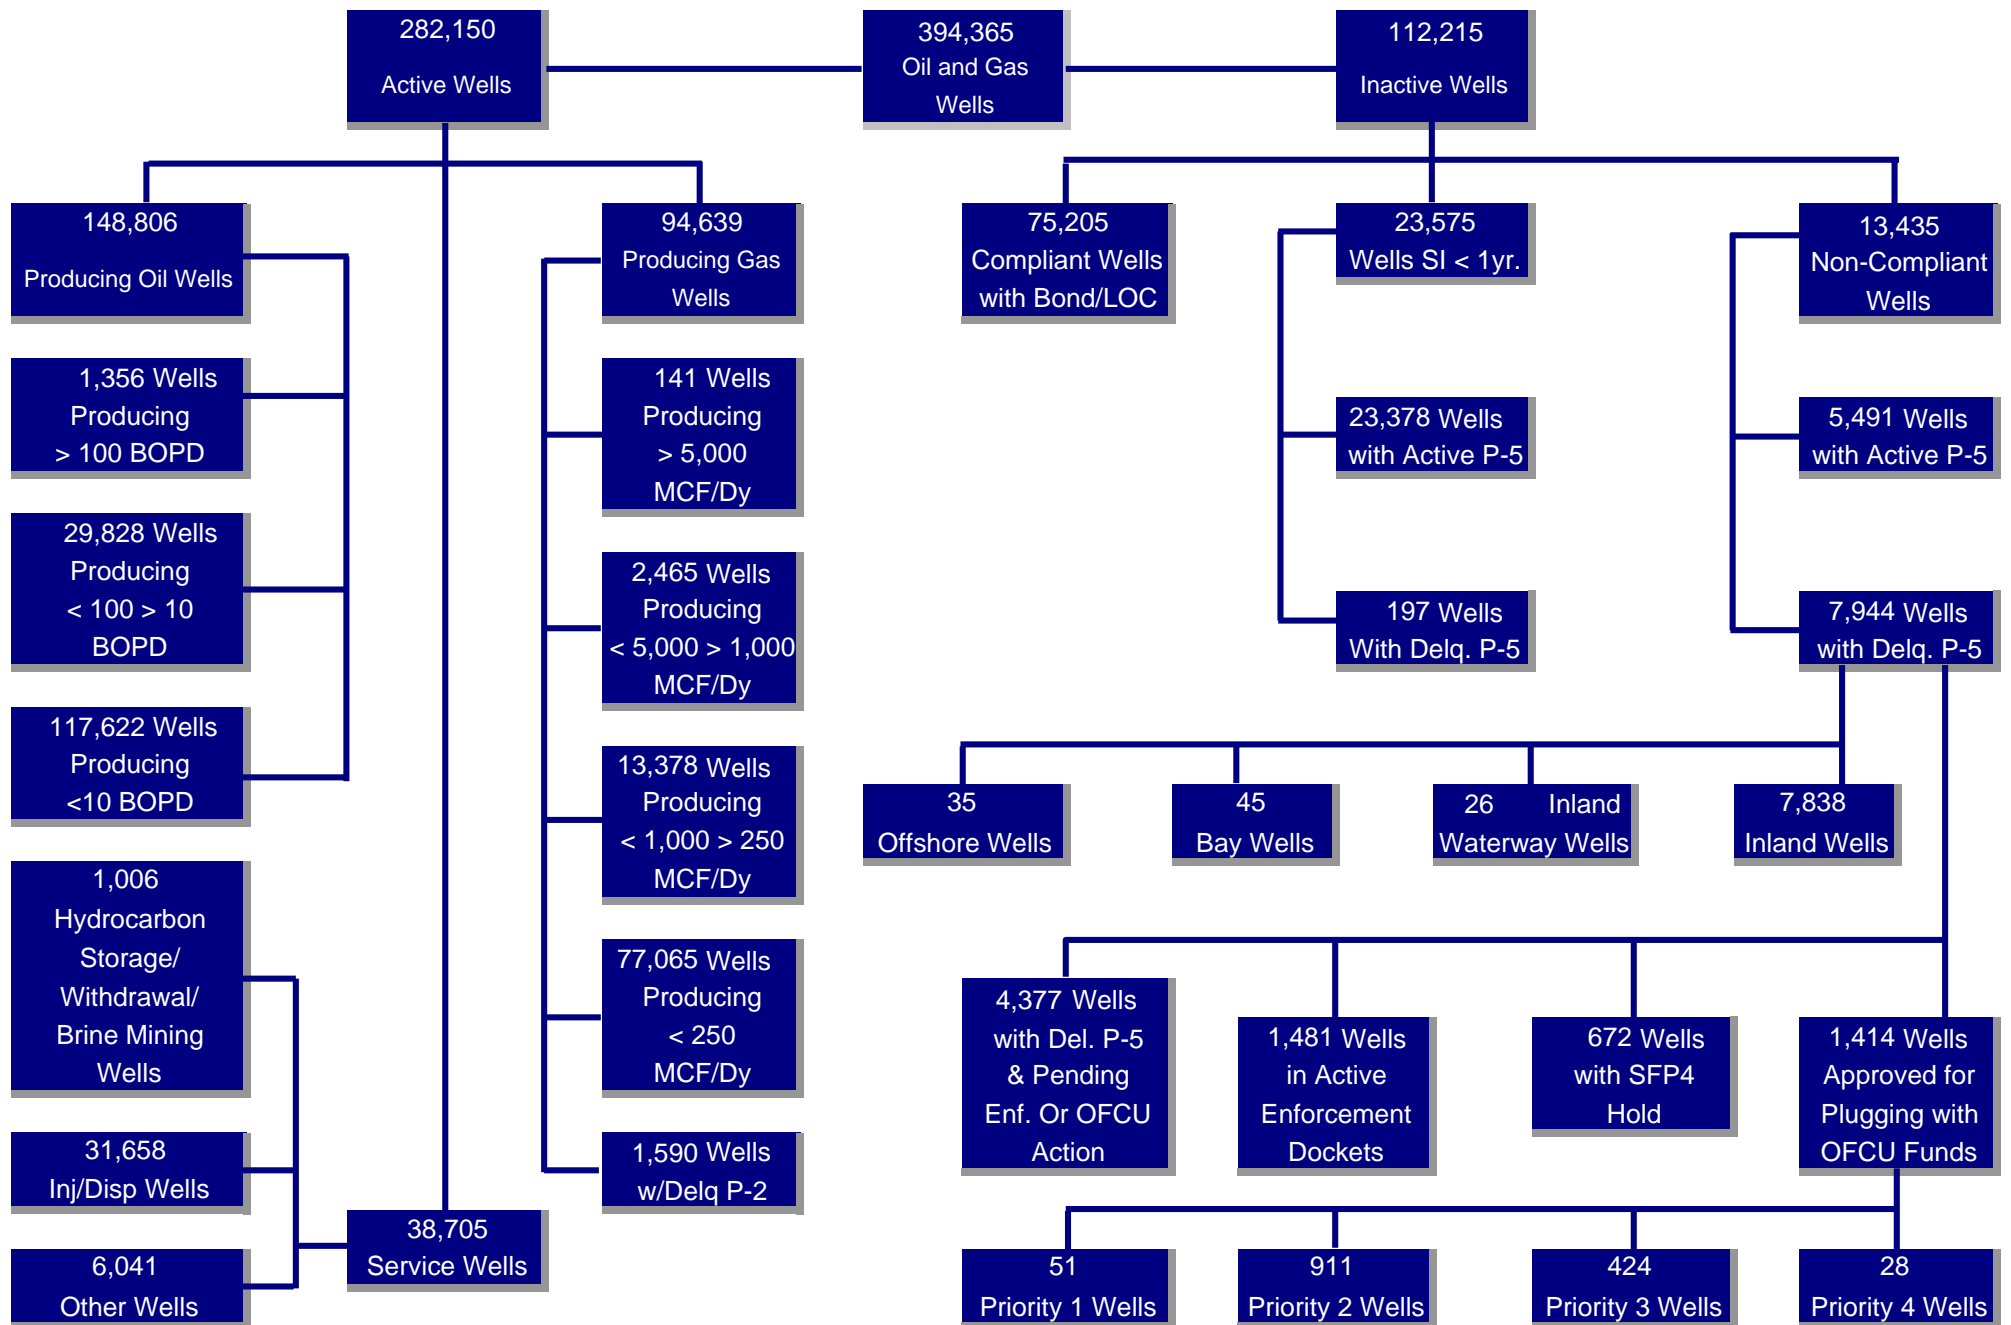 282,150
Active Wells
394,365
Oil and Gas
Wells
112,215
Inactive Wells
148,806
Producing Oil Wells
94,639
Producing Gas
Wells
75,205
Compliant Wells
with Bond/LOC
23,575
Wells SI < 1yr.
13,435
Non-Compliant
Wells
1,356 Wells
Producing
> 100 BOPD
141 Wells
Producing
> 5,000
MCF/Dy
23,378 Wells
with Active P-5
5,491 Wells
with Active P-5
29,828 Wells
Producing
< 100 > 10
BOPD
2,465 Wells
Producing
< 5,000 > 1,000
MCF/Dy
197 Wells
With Delq. P-5
7,944 Wells
with Delq. P-5
117,622 Wells
Producing
<10 BOPD
13,378 Wells
Producing
< 1,000 > 250
MCF/Dy
35
Offshore Wells
45
Bay Wells
26 Inland
Waterway Wells
7,838
Inland Wells
1,006
Hydrocarbon
Storage/
Withdrawal/
Brine Mining
Wells
77,065 Wells
Producing
< 250
MCF/Dy
4,377 Wells
with Del. P-5
& Pending
Enf. Or OFCU
Action
1,481 Wells
in Active
Enforcement
Dockets
672 Wells
with SFP4
Hold
1,414 Wells
Approved for
Plugging with
OFCU Funds
31,658
Inj/Disp Wells
1,590 Wells
w/Delq P-2
38,705
Service Wells
6,041
Other Wells
51
Priority 1 Wells
911
Priority 2 Wells
424
Priority 3 Wells
28
Priority 4 Wells